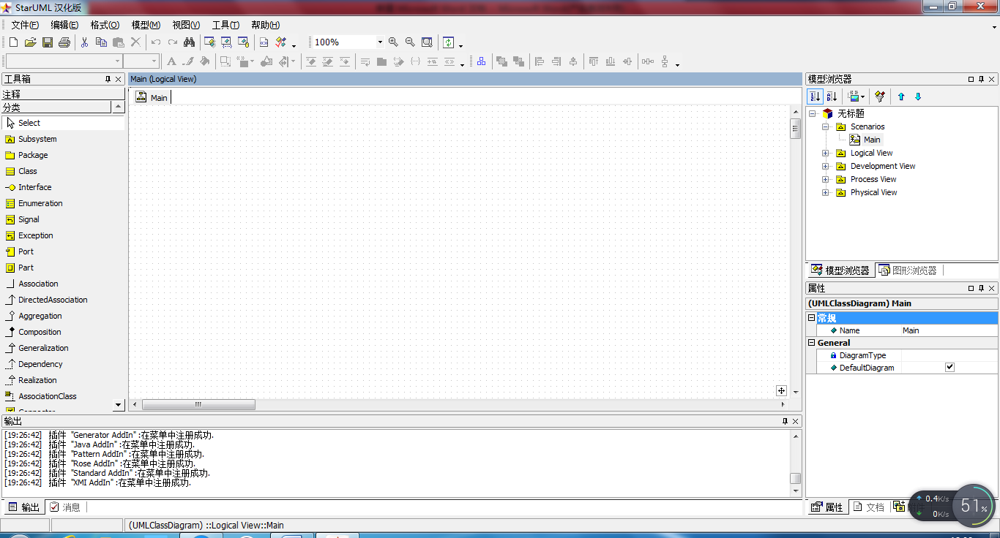 StarUML 汉化版
文件(F) 编辑(E) 格式(O) 模型(M) 视图(V) 工具(T) 帮助(H)
100%
工具箱
注释
分类
Select
Subsystem
Package
Class
Interface
Enumeration
Signal
Exception
Port
Part
Association
DirectedAssociation
Aggregation
Composition
Generalization
Dependency
Realization
AssociationClass
Main (Logical View)
Main
模型浏览器
无标题
Scenarios
Main
Logical View
Development View
Process View
Physical View
模型浏览器 图形浏览器
属性
(UMLClassDiagram) Main
常规
Name Main
General
DiagramType
DefaultDiagram
属性 文档
0.4K/s
0K/s
51%
输出
[19:26:42] 插件 "Generator AddIn" :在菜单中注册成功.
[19:26:42] 插件 "Java AddIn" :在菜单中注册成功.
[19:26:42] 插件 "Pattern AddIn" :在菜单中注册成功.
[19:26:42] 插件 "Rose AddIn" :在菜单中注册成功.
[19:26:42] 插件 "Standard AddIn" :在菜单中注册成功.
[19:26:42] 插件 "XMI AddIn" :在菜单中注册成功.
输出 消息
(UMLClassDiagram) ::Logical View::Main